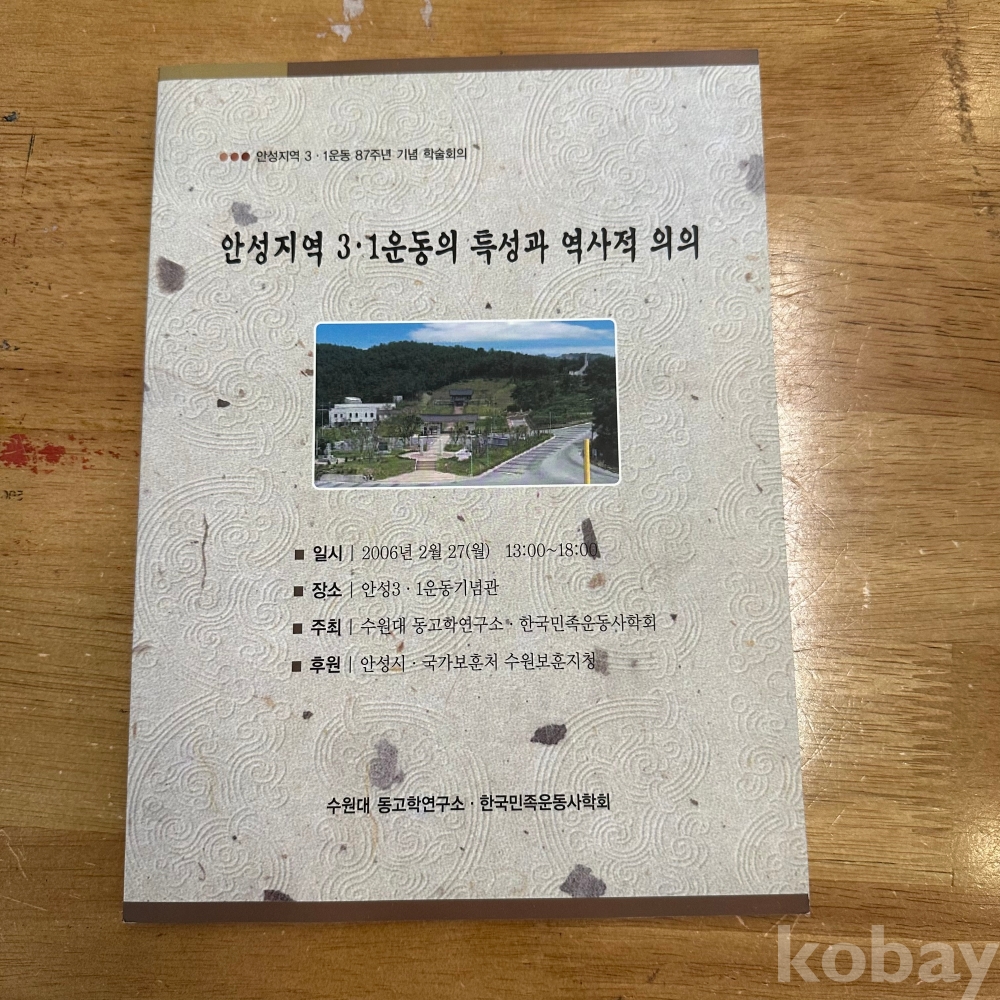 안성지역 3·1운동 87주년 기념 학술회의
안성지역 3·1운동의 특성과 역사적 의의
■ 일시 | 2006년 2월 27(월) 13:00~18:00
■ 장소 | 안성3·1운동기념관
■ 주최 | 수원대 동고학연구소·한국민족운동사학회
■ 후원 | 안성시·국가보훈처 수원보훈지청
수원대 동고학연구소·한국민족운동사학회
kobay